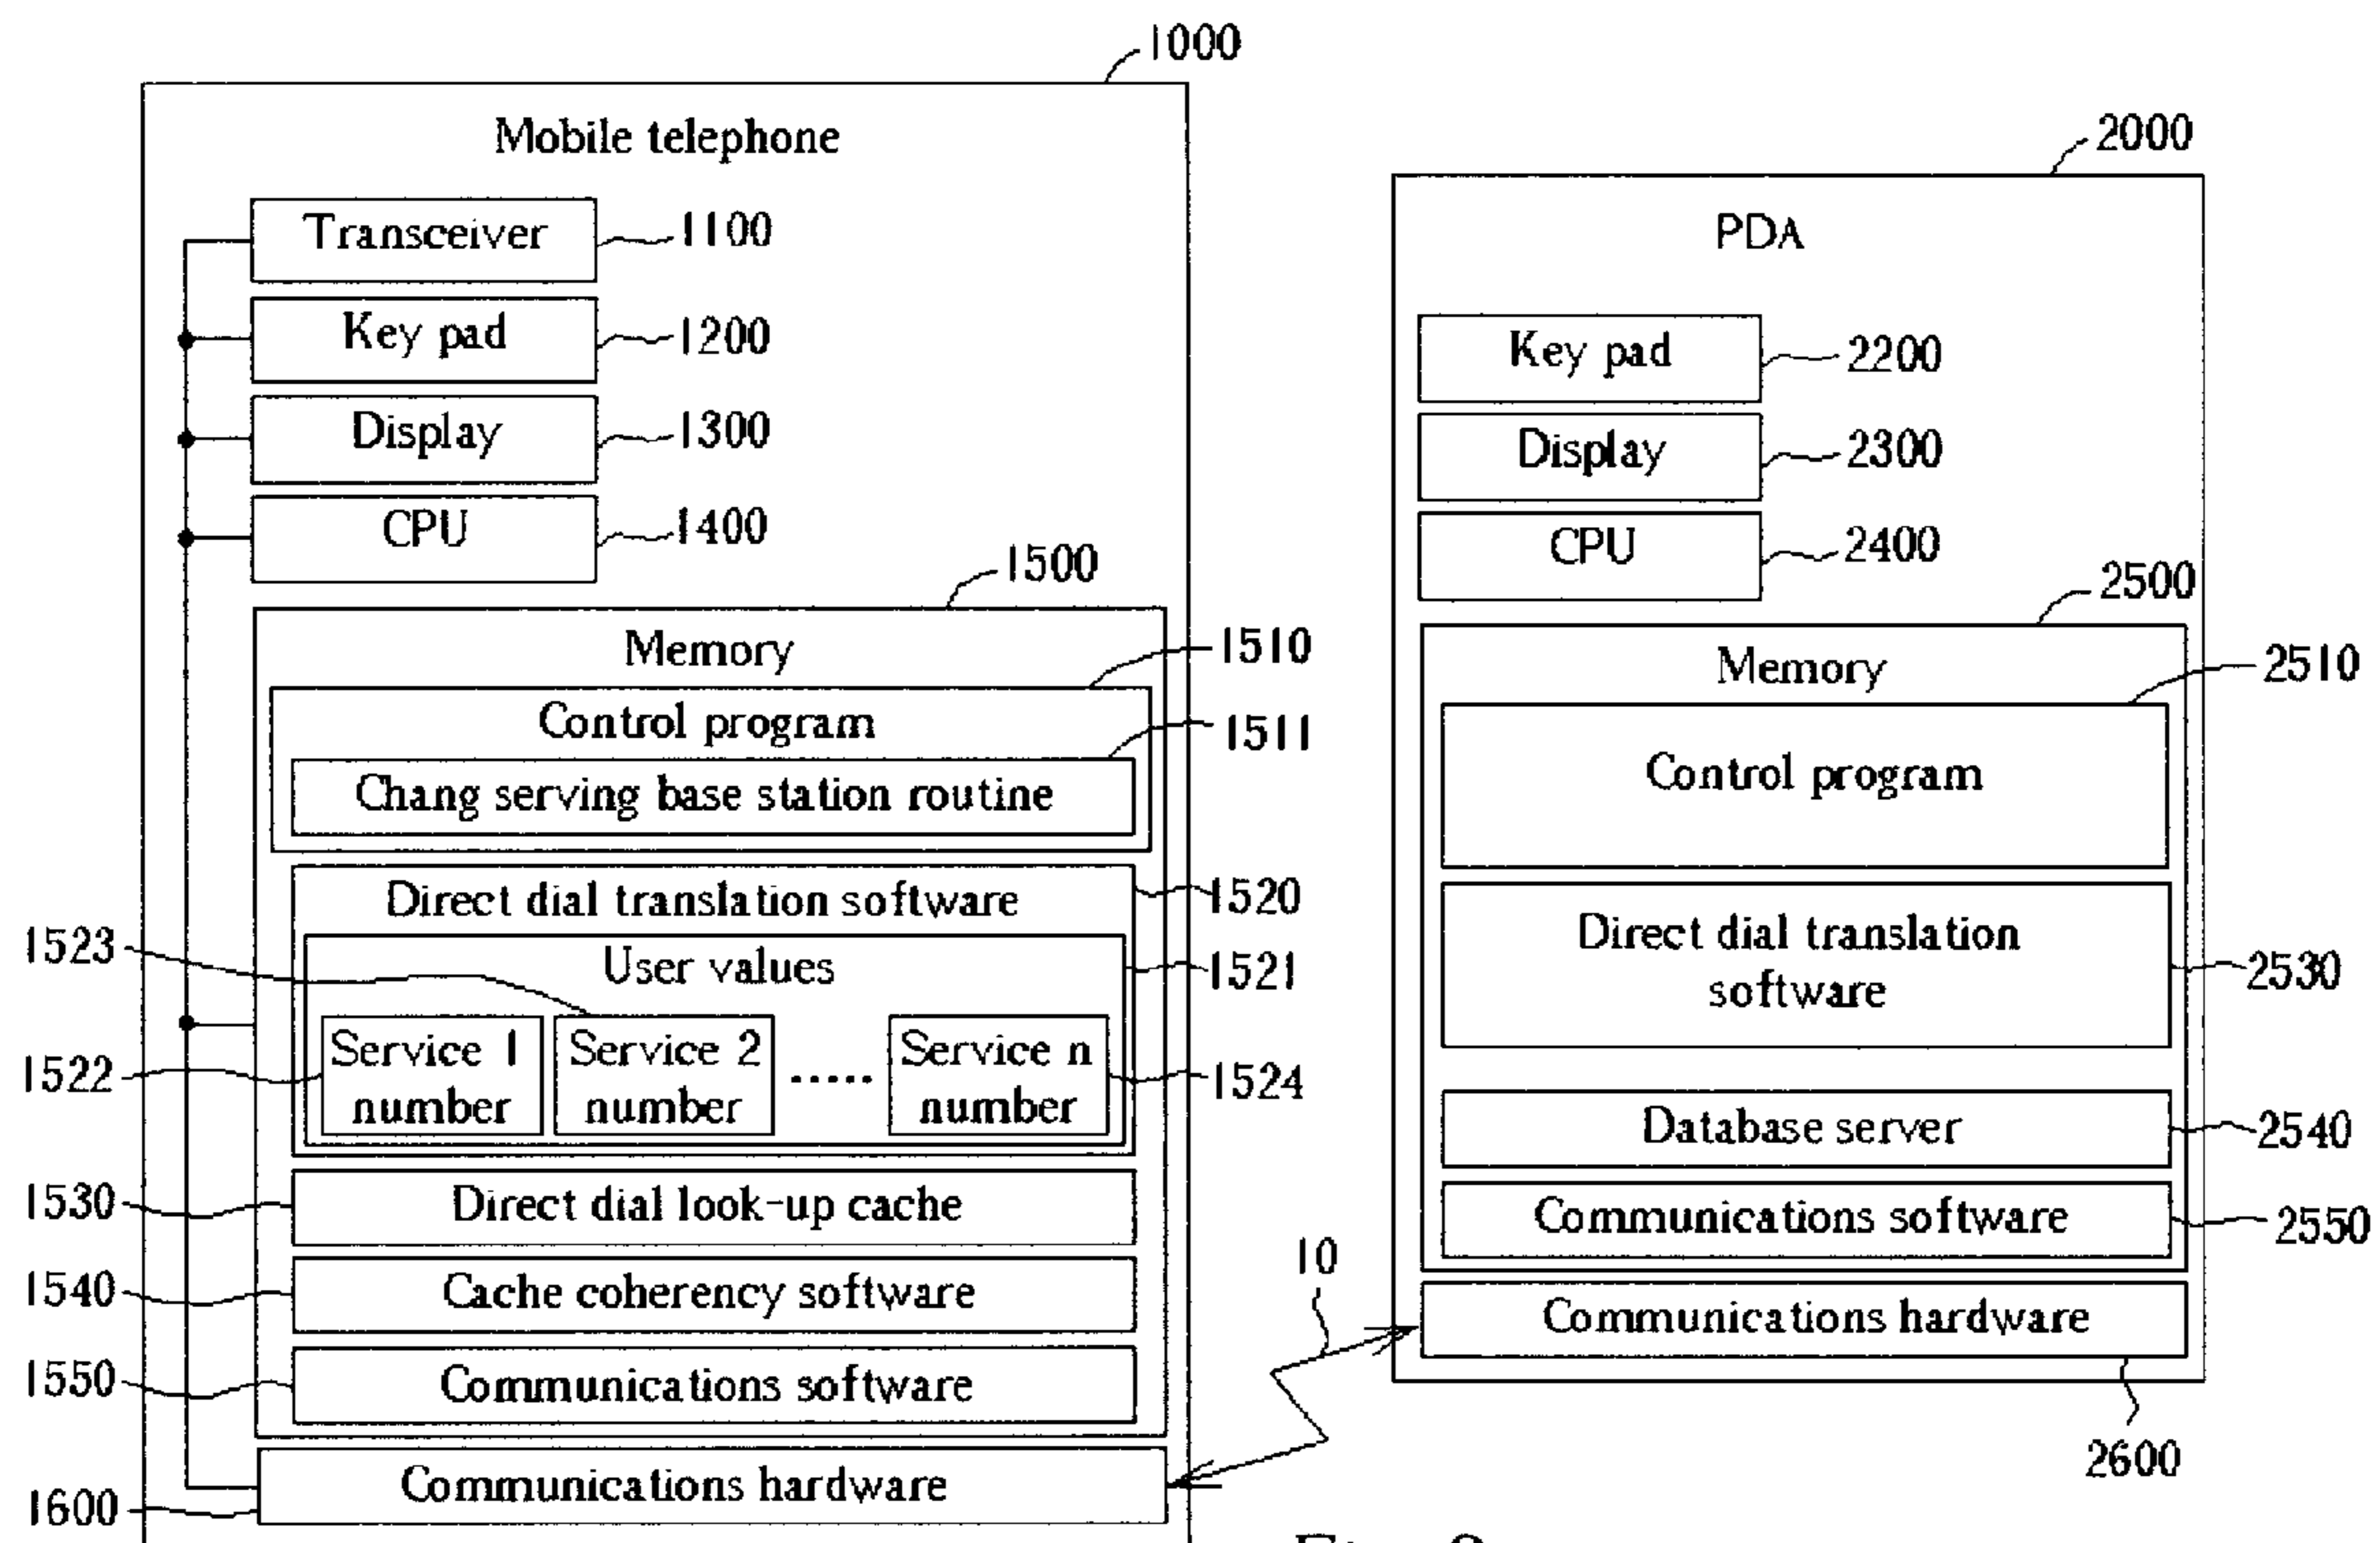 1000
Mobile telephone
Transceiver
1100
Key pad
1200
Display
1300
CPU
1400
1500
Memory
1510
Control program
1511
Chang serving base station routine
Direct dial translation software
1520
1523
User values
1521
Service 1
number
Service 2
number
......
Service n
number
1522
1524
1530
Direct dial look-up cache
1540
Cache coherency software
1550
Communications software
Communications hardware
1600
10
2000
PDA
Key pad
2200
Display
2300
CPU
2400
2500
Memory
2510
Control program
Direct dial translation
software
2530
Database server
2540
Communications software
2550
Communications hardware
2600